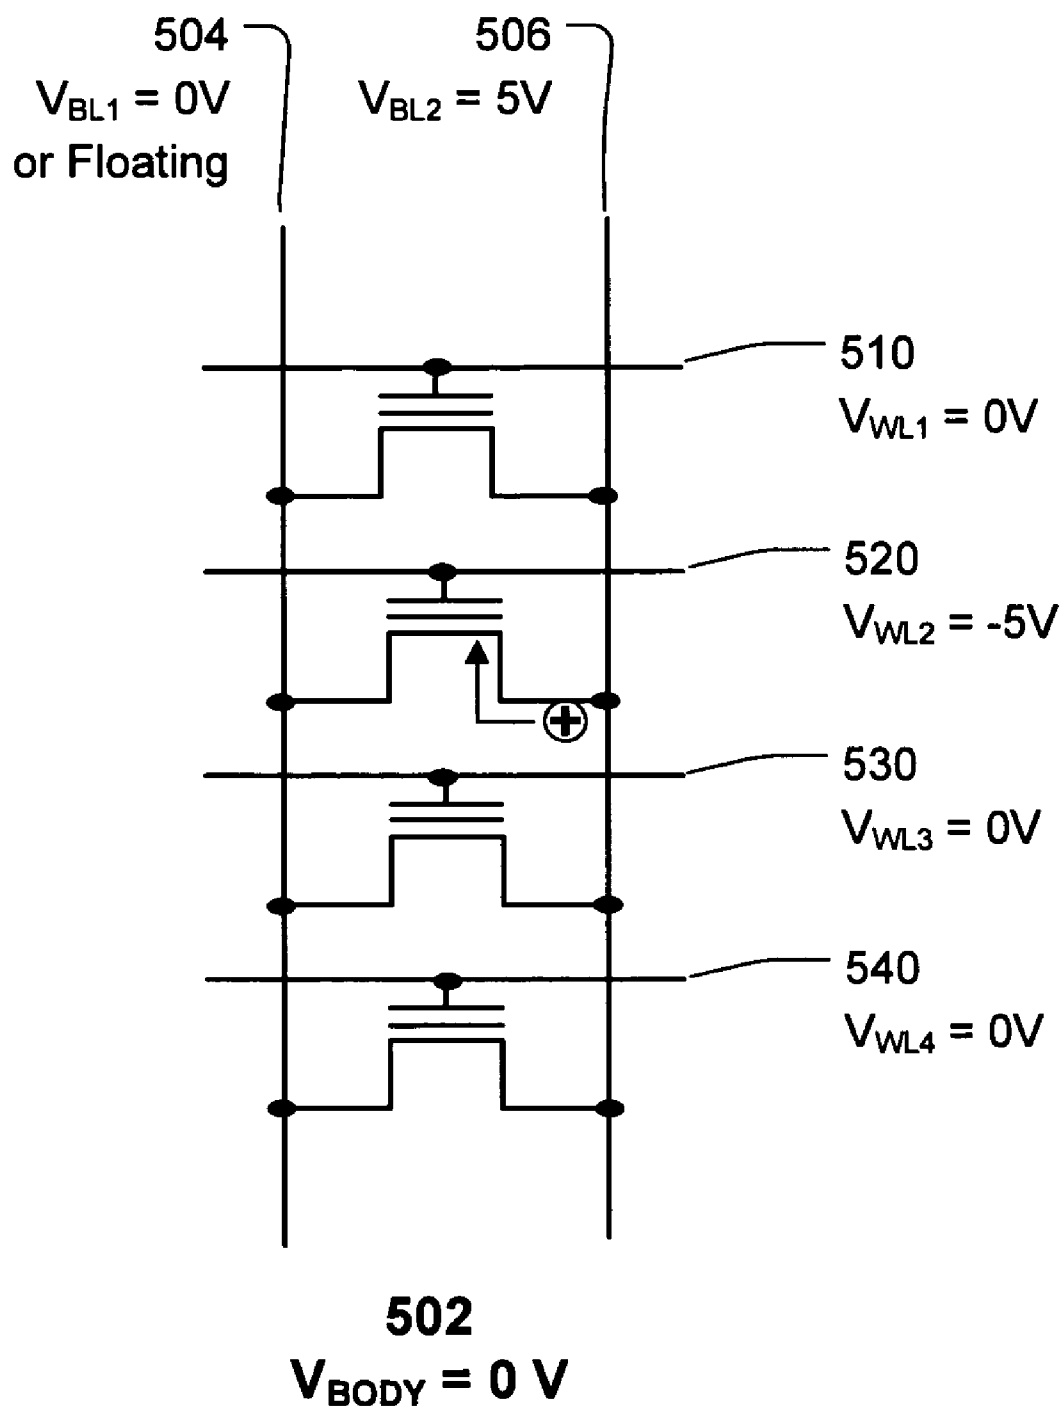 504
V_BL1 = 0V
or Floating
506
V_BL2 = 5V
510
V_WL1 = 0V
520
V_WL2 = -5V
+
530
V_WL3 = 0V
540
V_WL4 = 0V
502
V_BODY = 0 V